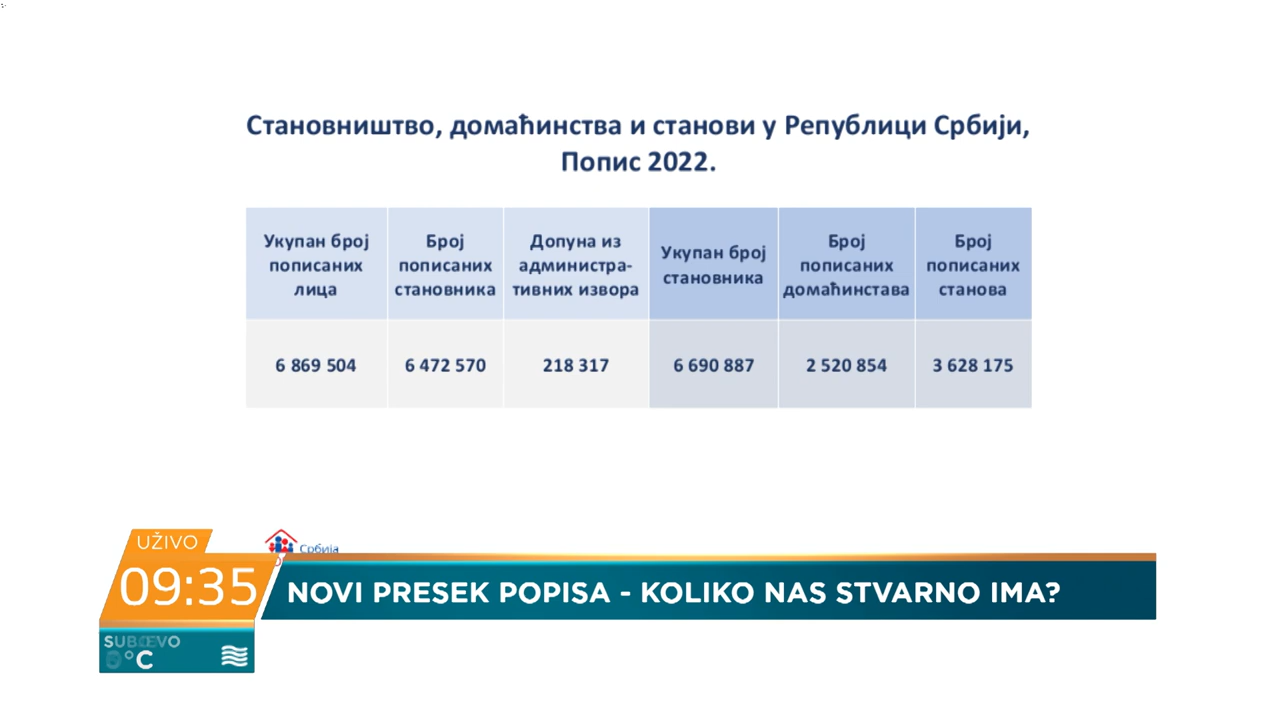 Становништво, домаћинства и станови у Републици Србији,
Попис 2022.
Укупан број
пописаних
лица
Број
пописаних
становника
Допуна из
администра-
тивних извора
Укупан број
становника
Број
пописаних
домаћинстава
Број
пописаних
станова
6 869 504
6 472 570
218 317
6 690 887
2 520 854
3 628 175
UŽIVO
Србија
09:35
NOVI PRESEK POPISA - KOLIKO NAS STVARNO IMA?
°C